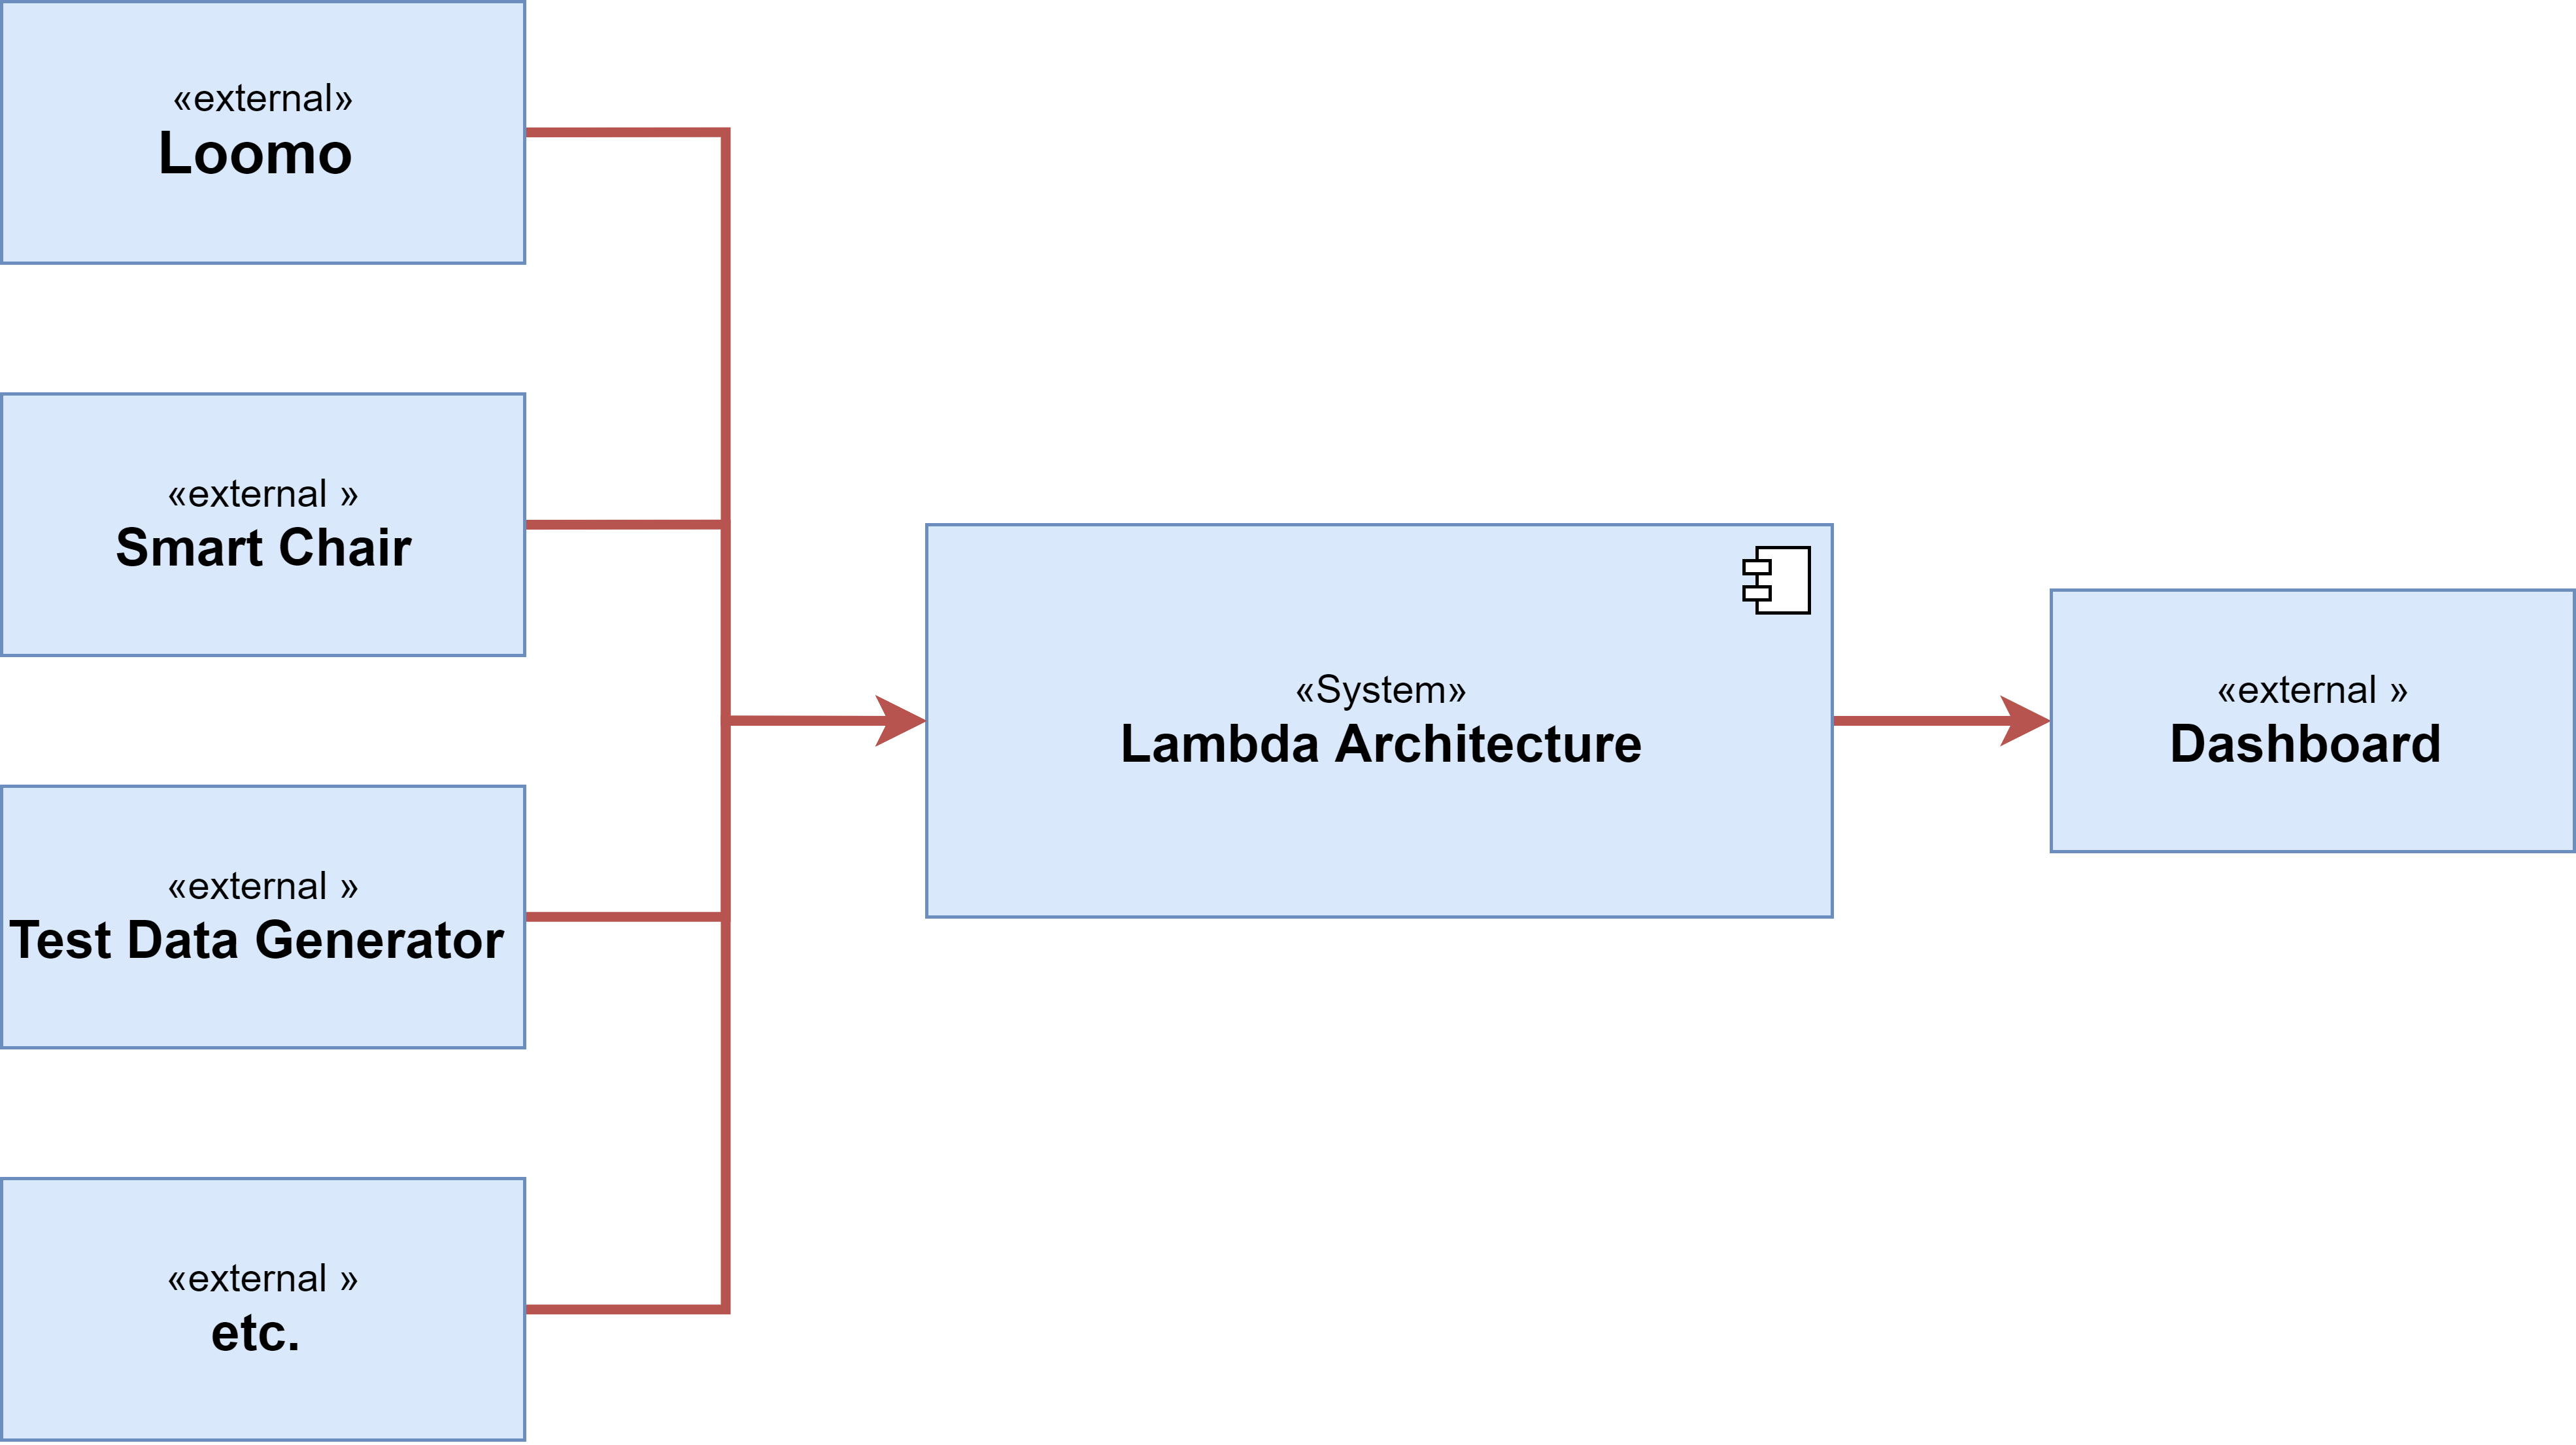 «external»
Loomo
«external »
Smart Chair
«external »
Test Data Generator
«external »
etc.
«System»
Lambda Architecture
«external »
Dashboard